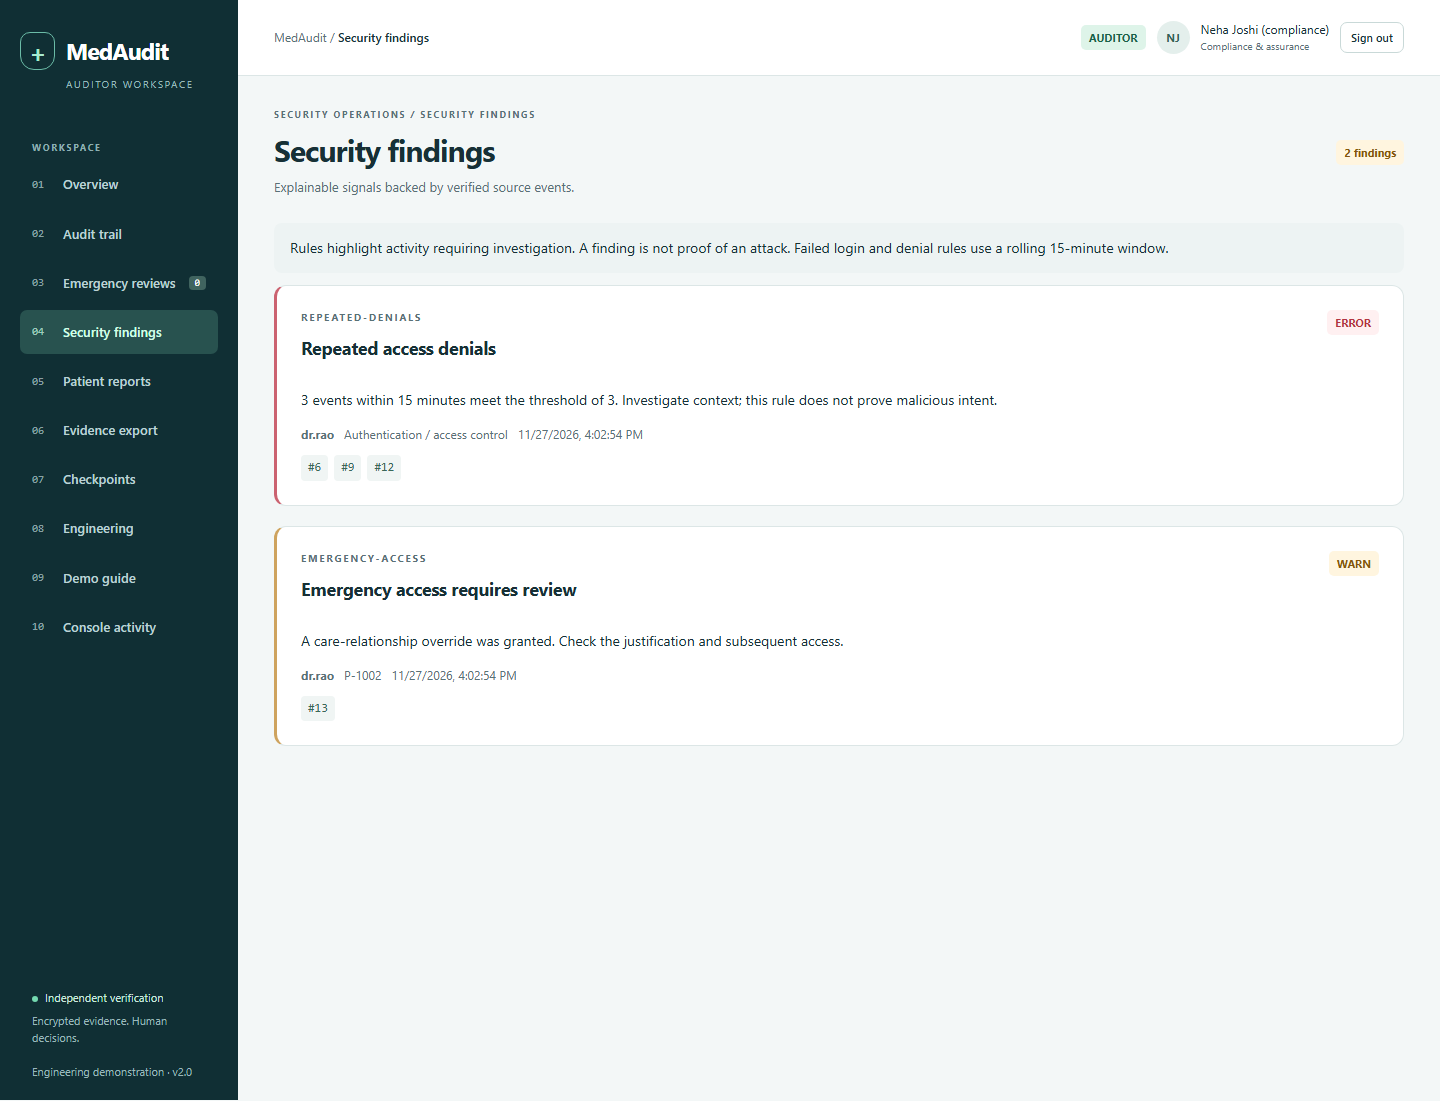 + MedAudit
AUDITOR WORKSPACE
WORKSPACE
01 Overview
02 Audit trail
03 Emergency reviews 0
04 Security findings
05 Patient reports
06 Evidence export
07 Checkpoints
08 Engineering
09 Demo guide
10 Console activity
Independent verification
Encrypted evidence. Human
decisions.
Engineering demonstration · v2.0
MedAudit / Security findings
AUDITOR
NJ
Neha Joshi (compliance)
Compliance & assurance
Sign out
SECURITY OPERATIONS / SECURITY FINDINGS
Security findings
2 findings
Explainable signals backed by verified source events.
Rules highlight activity requiring investigation. A finding is not proof of an attack. Failed login and denial rules use a rolling 15-minute window.
REPEATED-DENIALS
ERROR
Repeated access denials
3 events within 15 minutes meet the threshold of 3. Investigate context; this rule does not prove malicious intent.
dr.rao Authentication / access control 11/27/2026, 4:02:54 PM
#6 #9 #12
EMERGENCY-ACCESS
WARN
Emergency access requires review
A care-relationship override was granted. Check the justification and subsequent access.
dr.rao P-1002 11/27/2026, 4:02:54 PM
#13